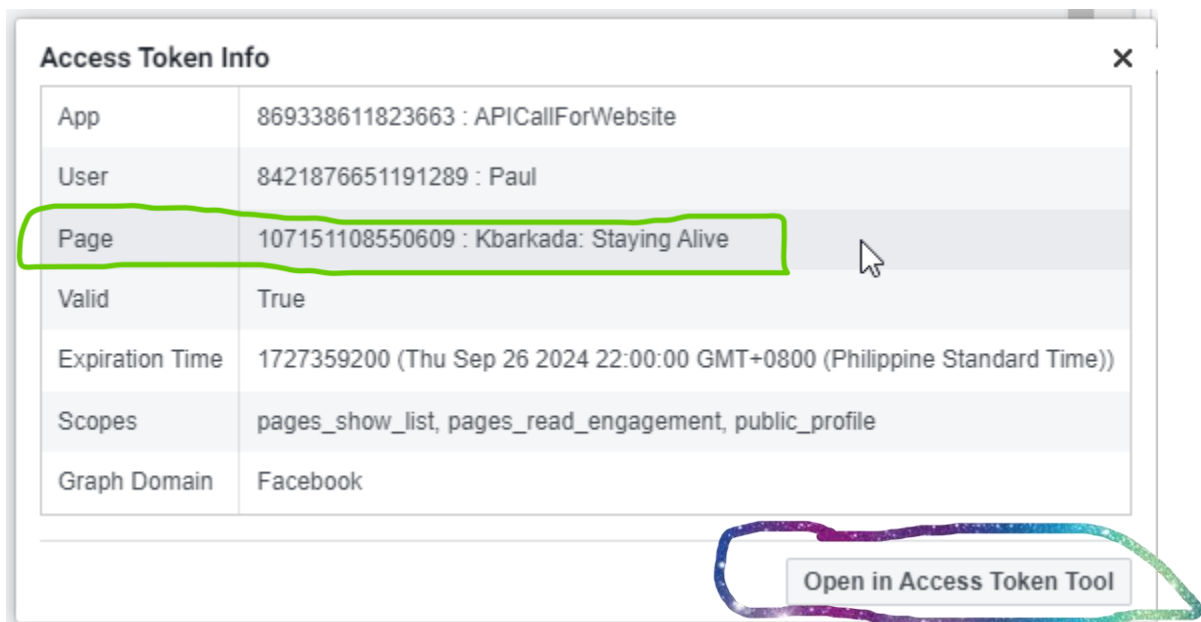 Access Token Info
App 869338611823663 : APICallForWebsite
User 8421876651191289 : Paul
Page 107151108550609 : Kbarkada: Staying Alive
Valid True
Expiration Time 1727359200 (Thu Sep 26 2024 22:00:00 GMT+0800 (Philippine Standard Time))
Scopes pages_show_list, pages_read_engagement, public_profile
Graph Domain Facebook
Open in Access Token Tool